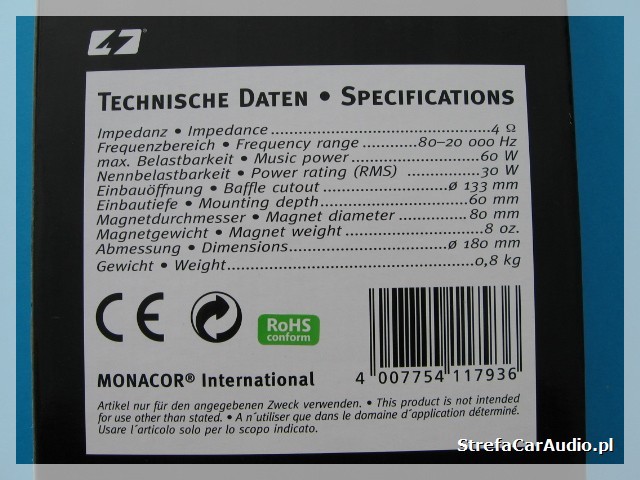 TECHNISCHE DATEN • SPECIFICATIONS
Impedanz • Impedance.................................................4 Ω
Frequenzbereich • Frequency range ............80–20 000 Hz
max. Belastbarkeit • Music power.............................60 W
Nennbelastbarkeit • Power rating (RMS) ..................30 W
Einbauöffnung • Baffle cutout............................ø 133 mm
Einbautiefe • Mounting depth.................................60 mm
Magnetdurchmesser • Magnet diameter ................80 mm
Magnetgewicht • Magnet weight...............................8 oz.
Abmessung • Dimensions...................................ø 180 mm
Gewicht • Weight.......................................................0,8 kg
CE
RoHS
conform
MONACOR® International
4 007754 117936
Artikel nur für den angegebenen Zweck verwenden. • This product is not intended
for use other than stated. • A n´utiliser que dans le domaine d´application déterminé.
Usare l´articolo solo per lo scopo indicato.
StrefaCarAudio.pl